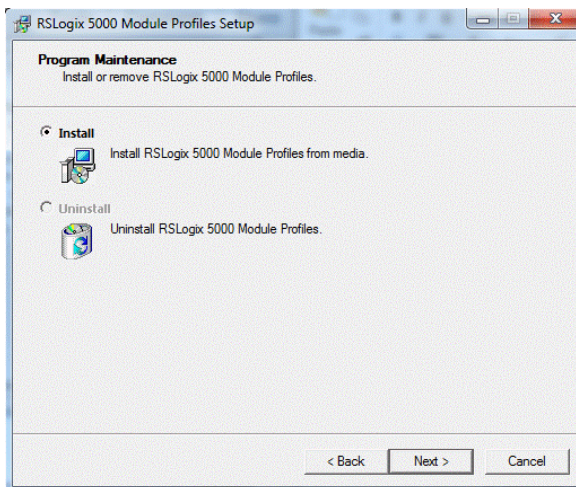 RSLogix 5000 Module Profiles Setup
Program Maintenance
Install or remove RSLogix 5000 Module Profiles.
Install
Install RSLogix 5000 Module Profiles from media.
Uninstall
Uninstall RSLogix 5000 Module Profiles.
< Back
Next >
Cancel